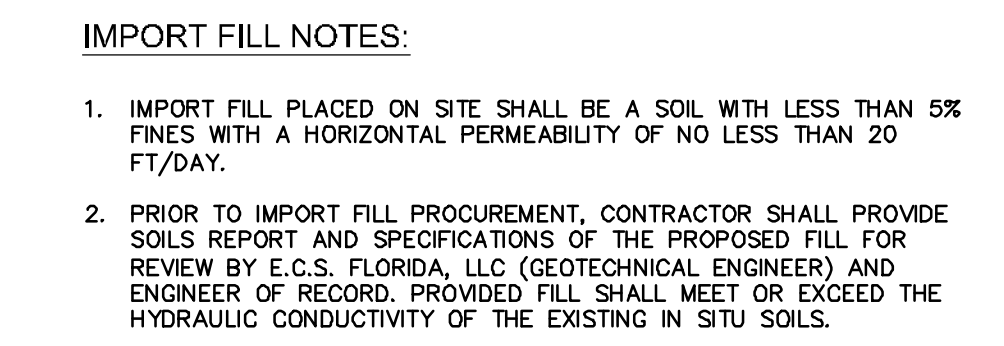 IMPORT FILL NOTES:
1. IMPORT FILL PLACED ON SITE SHALL BE A SOIL WITH LESS THAN 5%
FINES WITH A HORIZONTAL PERMEABILITY OF NO LESS THAN 20
FT/DAY.
2. PRIOR TO IMPORT FILL PROCUREMENT, CONTRACTOR SHALL PROVIDE
SOILS REPORT AND SPECIFICATIONS OF THE PROPOSED FILL FOR
REVIEW BY E.C.S. FLORIDA, LLC (GEOTECHNICAL ENGINEER) AND
ENGINEER OF RECORD. PROVIDED FILL SHALL MEET OR EXCEED THE
HYDRAULIC CONDUCTIVITY OF THE EXISTING IN SITU SOILS.